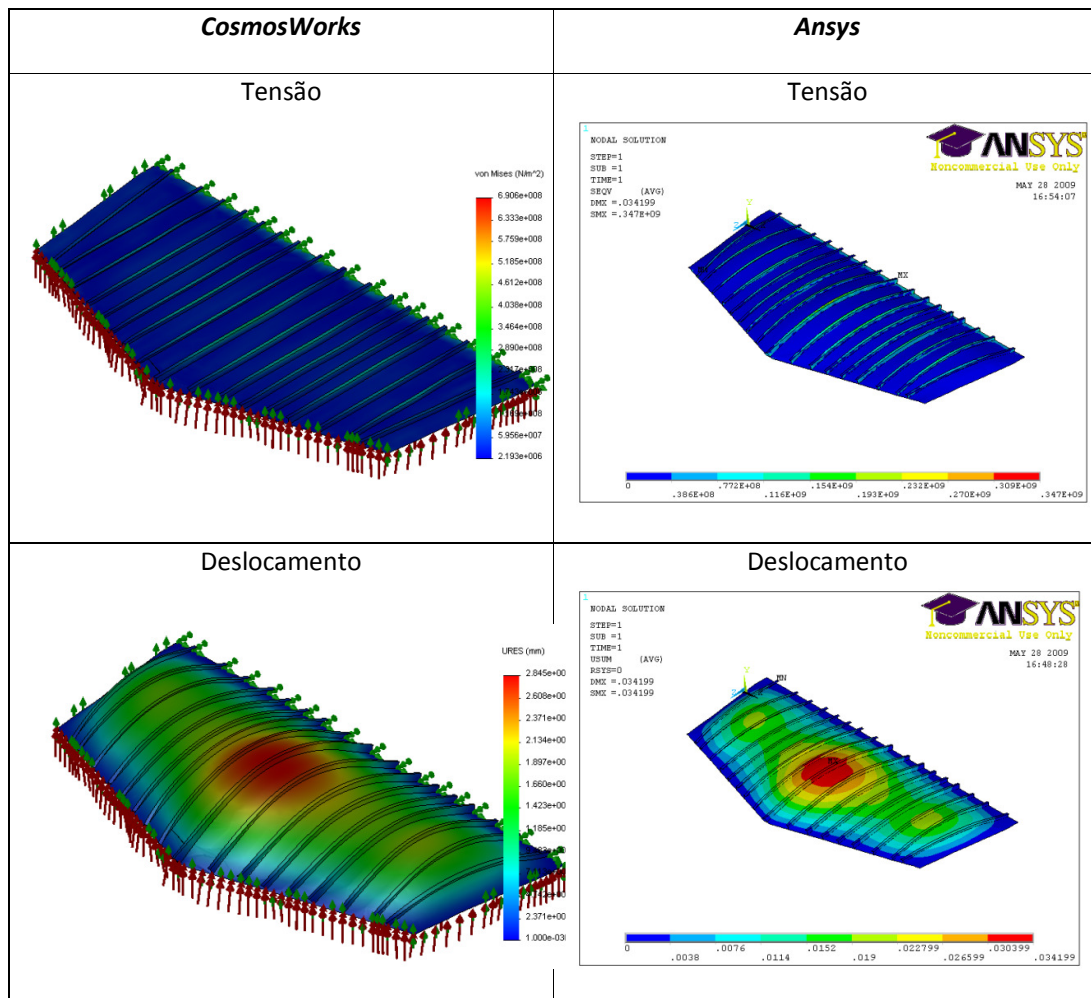 CosmosWorks
Ansys
Tensão
von Mises (N/m^2)
6.906e+008
6.333e+008
5.759e+008
5.185e+008
4.612e+008
4.038e+008
3.464e+008
2.890e+008
5.956e+007
2.193e+006
Tensão
1
NODAL SOLUTION
STEP=1
SUB =1
TIME=1
SEQV (AVG)
DMX =.034199
SMX =.347E+09
ANSYS
Noncommercial Use Only
MAY 28 2009
16:54:07
Y
Z
MX
0 .772E+08 .154E+09 .232E+09 .309E+09
.386E+08 .116E+09 .193E+09 .270E+09 .347E+09
Deslocamento
URES (mm)
2.845e+00
2.608e+00
2.371e+00
2.134e+00
1.897e+00
1.660e+00
1.423e+00
1.185e+00
2.371e+00
1.000e-03
Deslocamento
1
NODAL SOLUTION
STEP=1
SUB =1
TIME=1
USUM (AVG)
RSYS=0
DMX =.034199
SMX =.034199
ANSYS
Noncommercial Use Only
MAY 28 2009
16:48:28
Y
Z
X
MN
MX
0 .0076 .0152 .022799 .030399
.0038 .0114 .019 .026599 .034199